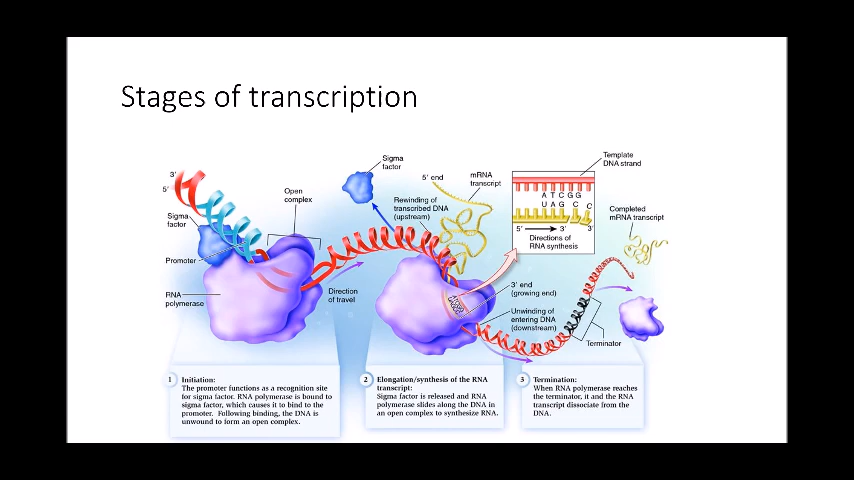 Stages of transcription
3'
5'
Sigma
factor
Promoter
RNA
polymerase
Open
complex
Direction
of travel
Sigma
factor
5' end
mRNA
transcript
Rewinding of
transcribed DNA
(upstream)
Template
DNA strand
A T C G G
U A G C C C
5' 3' 3'
Directions of
RNA synthesis
Completed
mRNA transcript
3' end
(growing end)
Unwinding of
entering DNA
(downstream)
Terminator
1 Initiation:
The promoter functions as a recognition site
for sigma factor. RNA polymerase is bound to
sigma factor, which causes it to bind to the
promoter. Following binding, the DNA is
unwound to form an open complex.
2 Elongation/synthesis of the RNA
transcript:
Sigma factor is released and RNA
polymerase slides along the DNA in
an open complex to synthesize RNA.
3 Termination:
When RNA polymerase reaches
the terminator, it and the RNA
transcript dissociate from the
DNA.